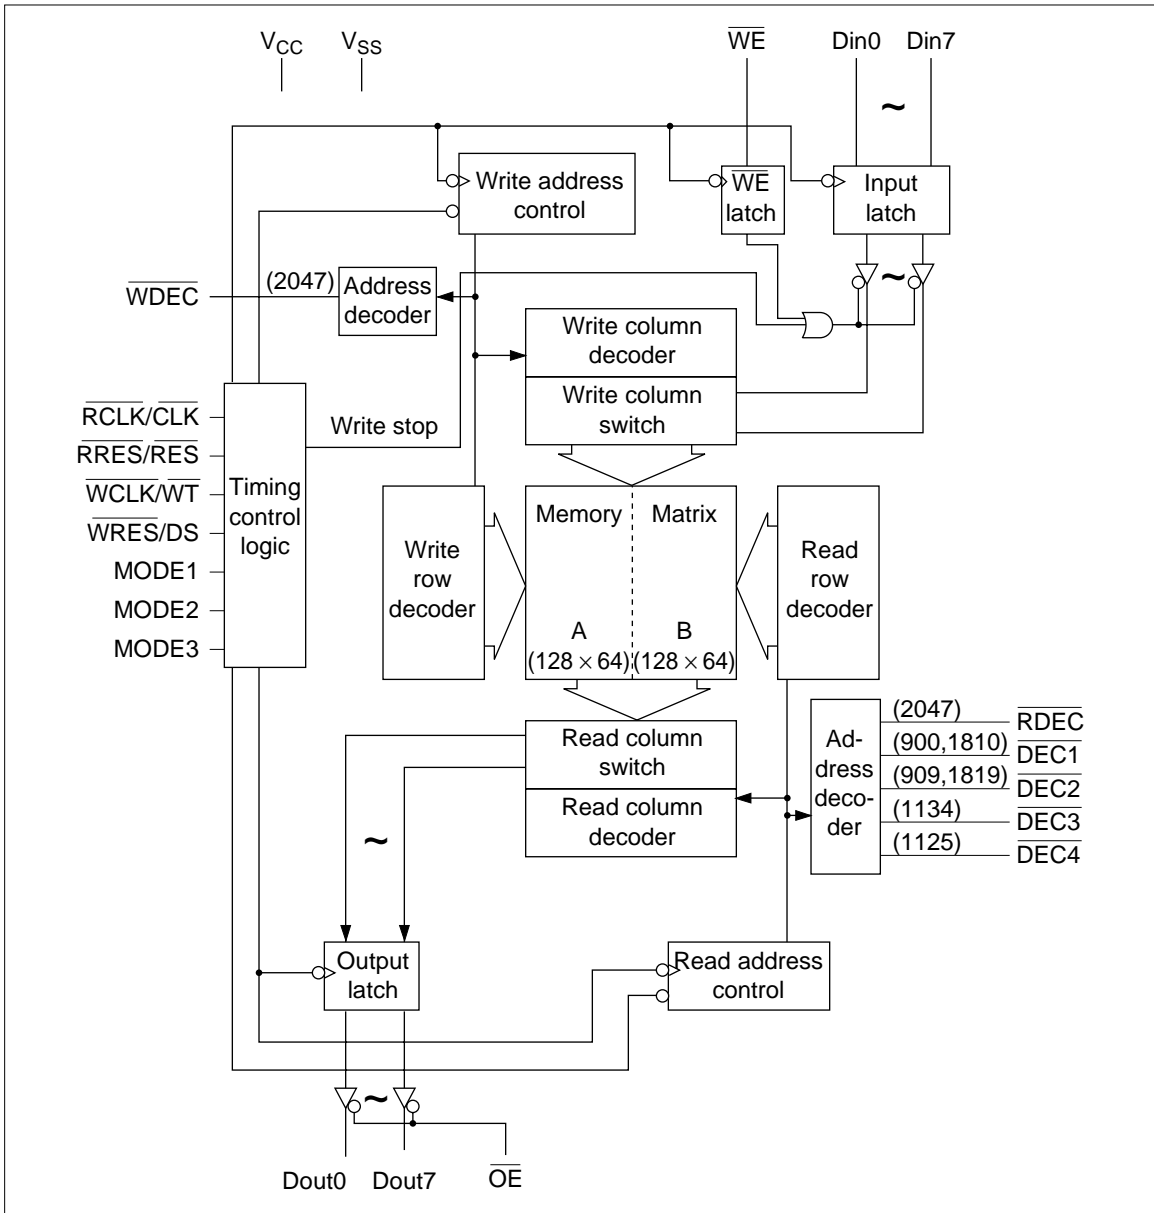 VCC VSS WE Din0 Din7
~
Write address
control
WE
latch
Input
latch
~
WDEC (2047) Address
decoder
Write column
decoder
Write column
switch
RCLK/CLK
RRES/RES
WCLK/WT
WRES/DS
MODE1
MODE2
MODE3
Timing
control
logic
Write stop
Write
row
decoder
Memory Matrix
A B
(128 × 64) (128 × 64)
Read
row
decoder
Read column
switch
Read column
decoder
Ad-
dress
deco-
der
(2047) RDEC
(900,1810) DEC1
(909,1819) DEC2
(1134) DEC3
(1125) DEC4
~
Output
latch
Read address
control
~
Dout0 Dout7 OE